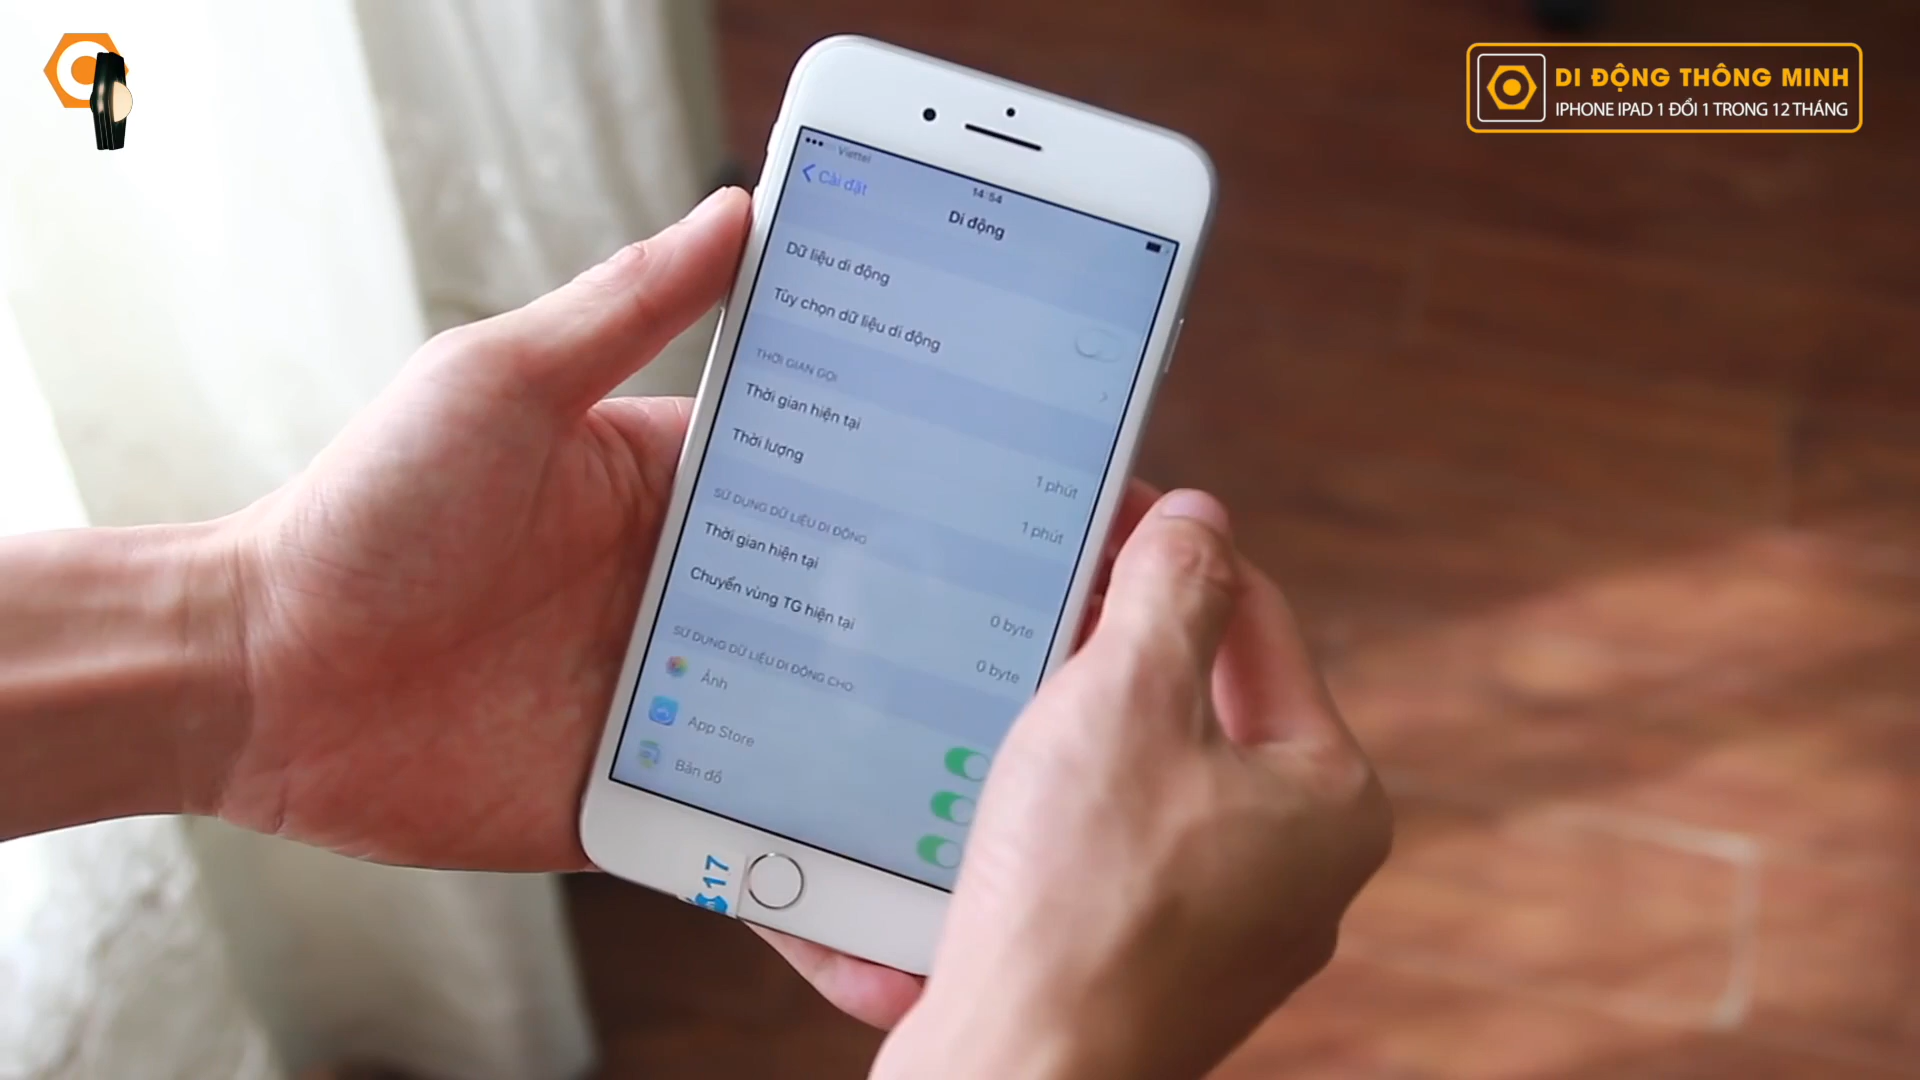 DI ĐỘNG THÔNG MINH
IPHONE IPAD 1 ĐỔI 1 TRONG 12 THÁNG
Viettel
14:54
Cài đặt
Di động
Dữ liệu di động
Tùy chọn dữ liệu di động
THỜI GIAN GỌI
Thời gian hiện tại 1 phút
Thời lượng 1 phút
SỬ DỤNG DỮ LIỆU DI ĐỘNG
Thời gian hiện tại 0 byte
Chuyển vùng TG hiện tại 0 byte
SỬ DỤNG DỮ LIỆU DI ĐỘNG CHO
Ảnh
App Store
Bản đồ
17